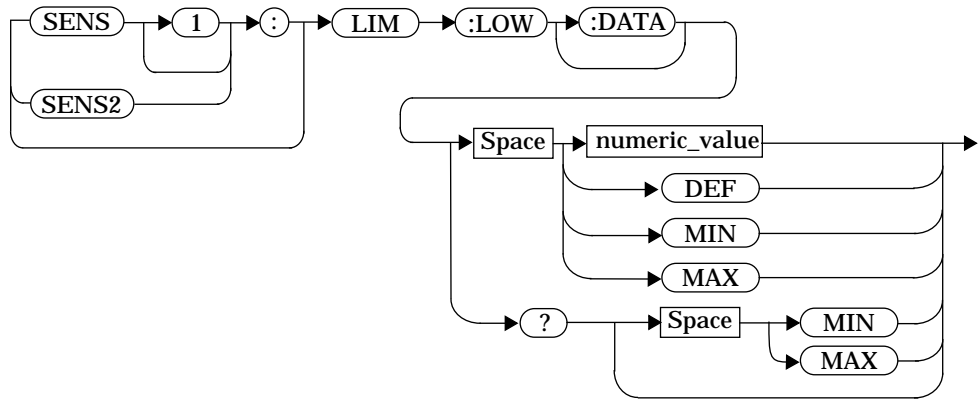 SENS 1 : LIM :LOW :DATA
SENS2
Space numeric_value
DEF
MIN
MAX
? Space MIN
MAX